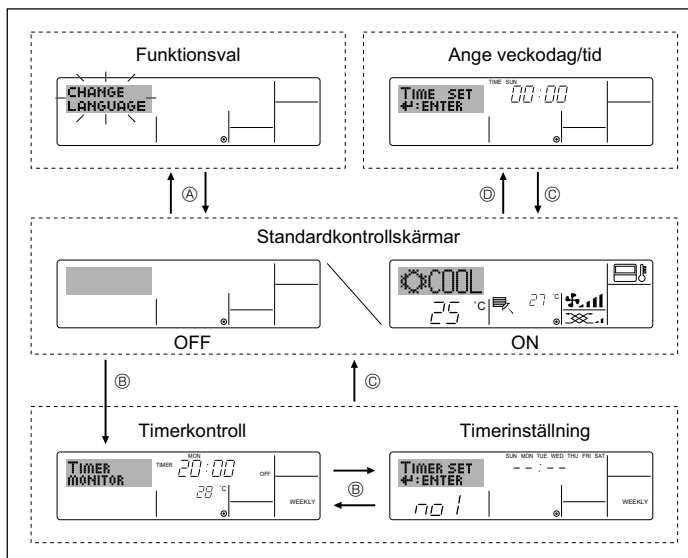 Funktionsval
CHANGE
LANGUAGE
Ange veckodag/tid
TIME SUN
TIME SET 00:00
↵:ENTER
Ⓐ
Ⓓ
Ⓒ
Standardkontrollskärmar
OFF
COOL
25 °C
27 °C
ON
Ⓑ
Ⓒ
Timerkontroll
MON
TIMER TIMER 20:00 OFF
MONITOR
28 °C
WEEKLY
Ⓑ
Timerinställning
SUN MON TUE WED THU FRI SAT
TIMER SET --:--
↵:ENTER
no 1
WEEKLY